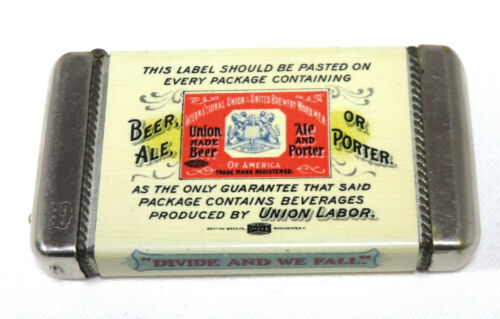 THIS LABEL SHOULD BE PASTED ON
EVERY PACKAGE CONTAINING
BEER,
ALE,
OR
PORTER.
INTERNATIONAL UNION OF THE UNITED BREWERY WORKMEN
Union
MADE
Beer
Ale
AND
Porter
OF AMERICA
TRADE MARK REGISTERED.
AS THE ONLY GUARANTEE THAT SAID
PACKAGE CONTAINS BEVERAGES
PRODUCED BY UNION LABOR.
ROCHESTER, N.Y.
"DIVIDE AND WE FALL."